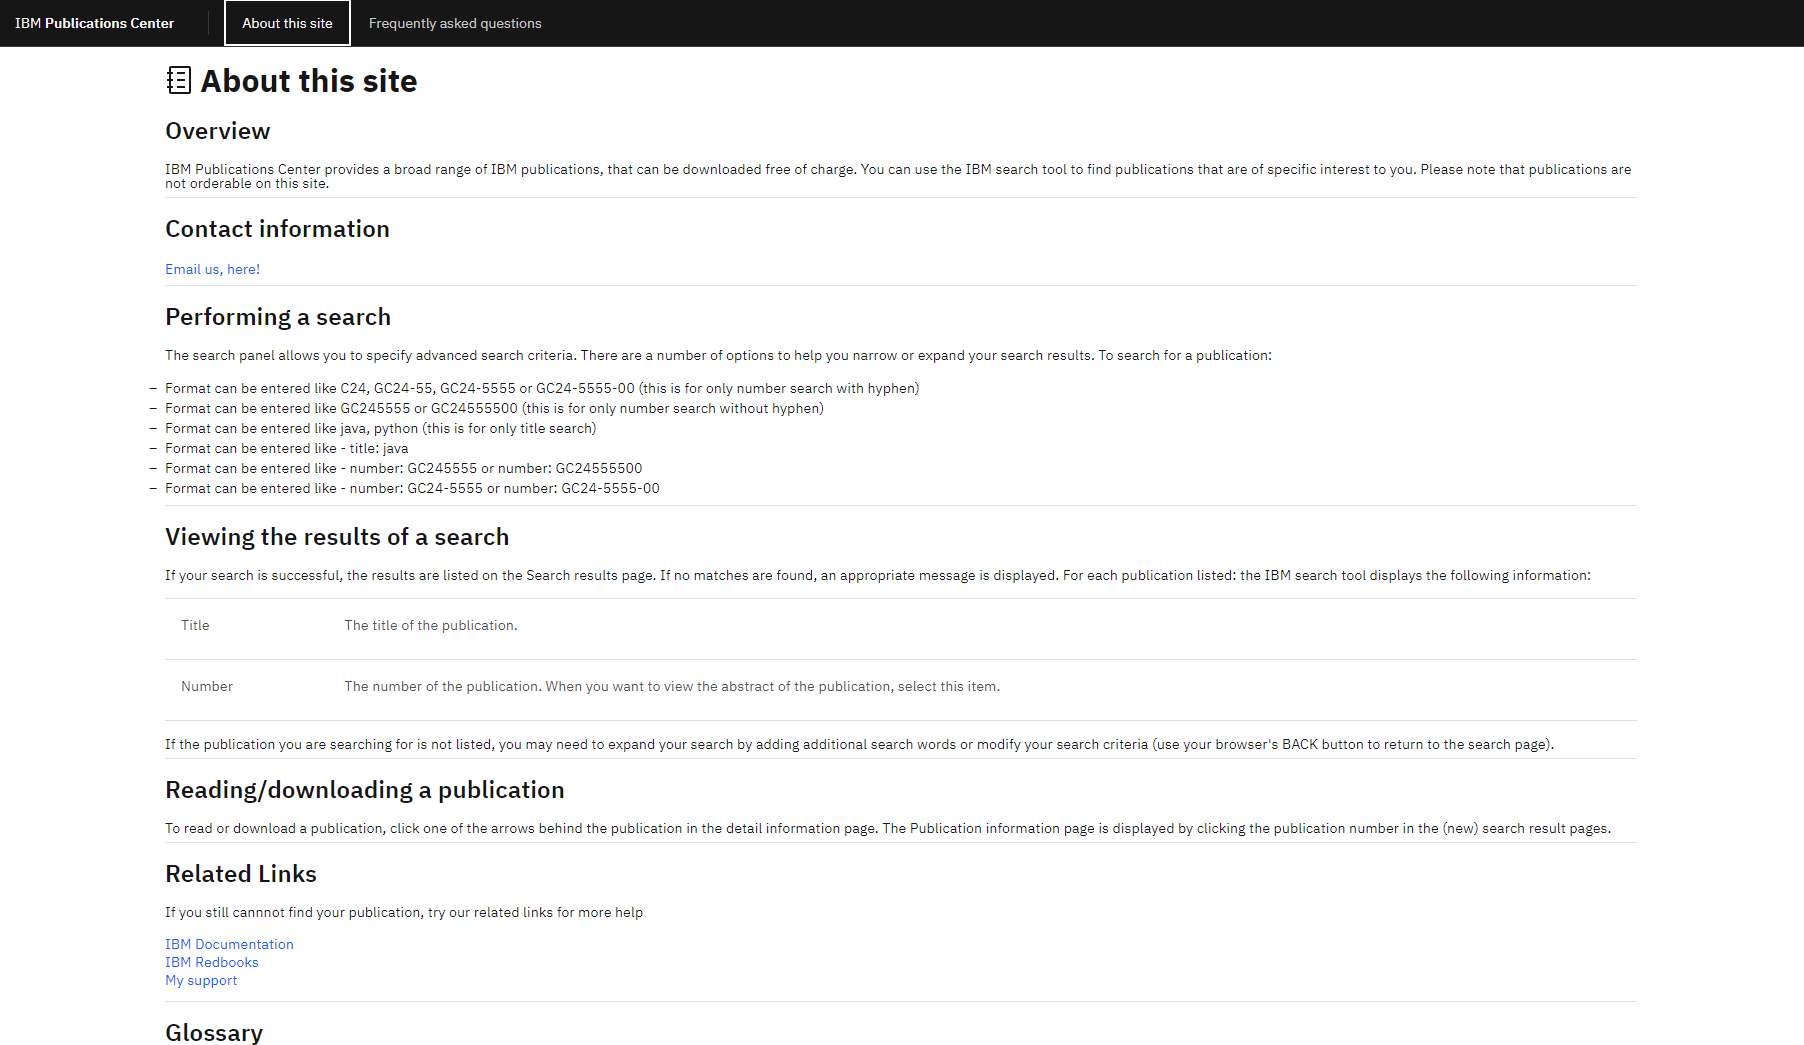 IBM Publications Center
About this site
Frequently asked questions
About this site
Overview
IBM Publications Center provides a broad range of IBM publications, that can be downloaded free of charge. You can use the IBM search tool to find publications that are of specific interest to you. Please note that publications are
not orderable on this site.
Contact information
Email us, here!
Performing a search
The search panel allows you to specify advanced search criteria. There are a number of options to help you narrow or expand your search results. To search for a publication:
– Format can be entered like C24, GC24-55, GC24-5555 or GC24-5555-00 (this is for only number search with hyphen)
– Format can be entered like GC245555 or GC24555500 (this is for only number search without hyphen)
– Format can be entered like java, python (this is for only title search)
– Format can be entered like - title: java
– Format can be entered like - number: GC245555 or number: GC24555500
– Format can be entered like - number: GC24-5555 or number: GC24-5555-00
Viewing the results of a search
If your search is successful, the results are listed on the Search results page. If no matches are found, an appropriate message is displayed. For each publication listed: the IBM search tool displays the following information:
Title The title of the publication.
Number The number of the publication. When you want to view the abstract of the publication, select this item.
If the publication you are searching for is not listed, you may need to expand your search by adding additional search words or modify your search criteria (use your browser's BACK button to return to the search page).
Reading/downloading a publication
To read or download a publication, click one of the arrows behind the publication in the detail information page. The Publication information page is displayed by clicking the publication number in the (new) search result pages.
Related Links
If you still cannnot find your publication, try our related links for more help
IBM Documentation
IBM Redbooks
My support
Glossary